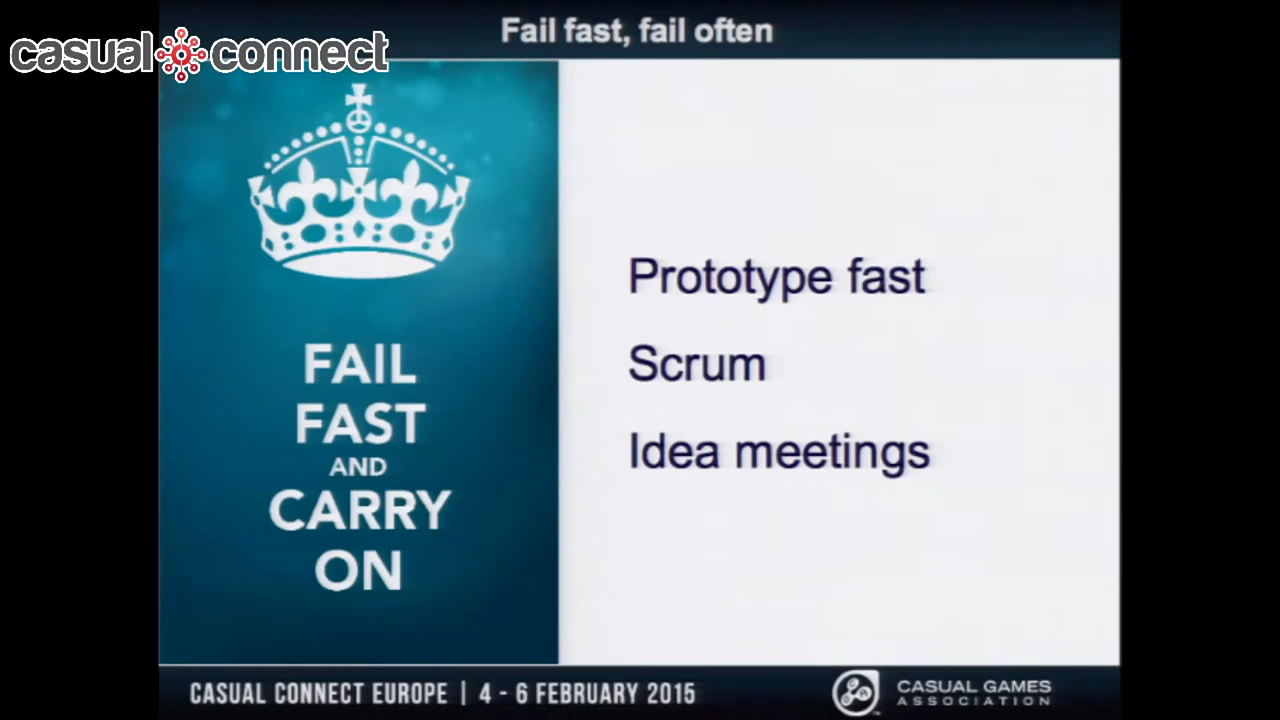 Fail fast, fail often
casual connect
FAIL
FAST
AND
CARRY
ON
Prototype fast
Scrum
Idea meetings
CASUAL CONNECT EUROPE | 4 - 6 FEBRUARY 2015
CASUAL GAMES
ASSOCIATION